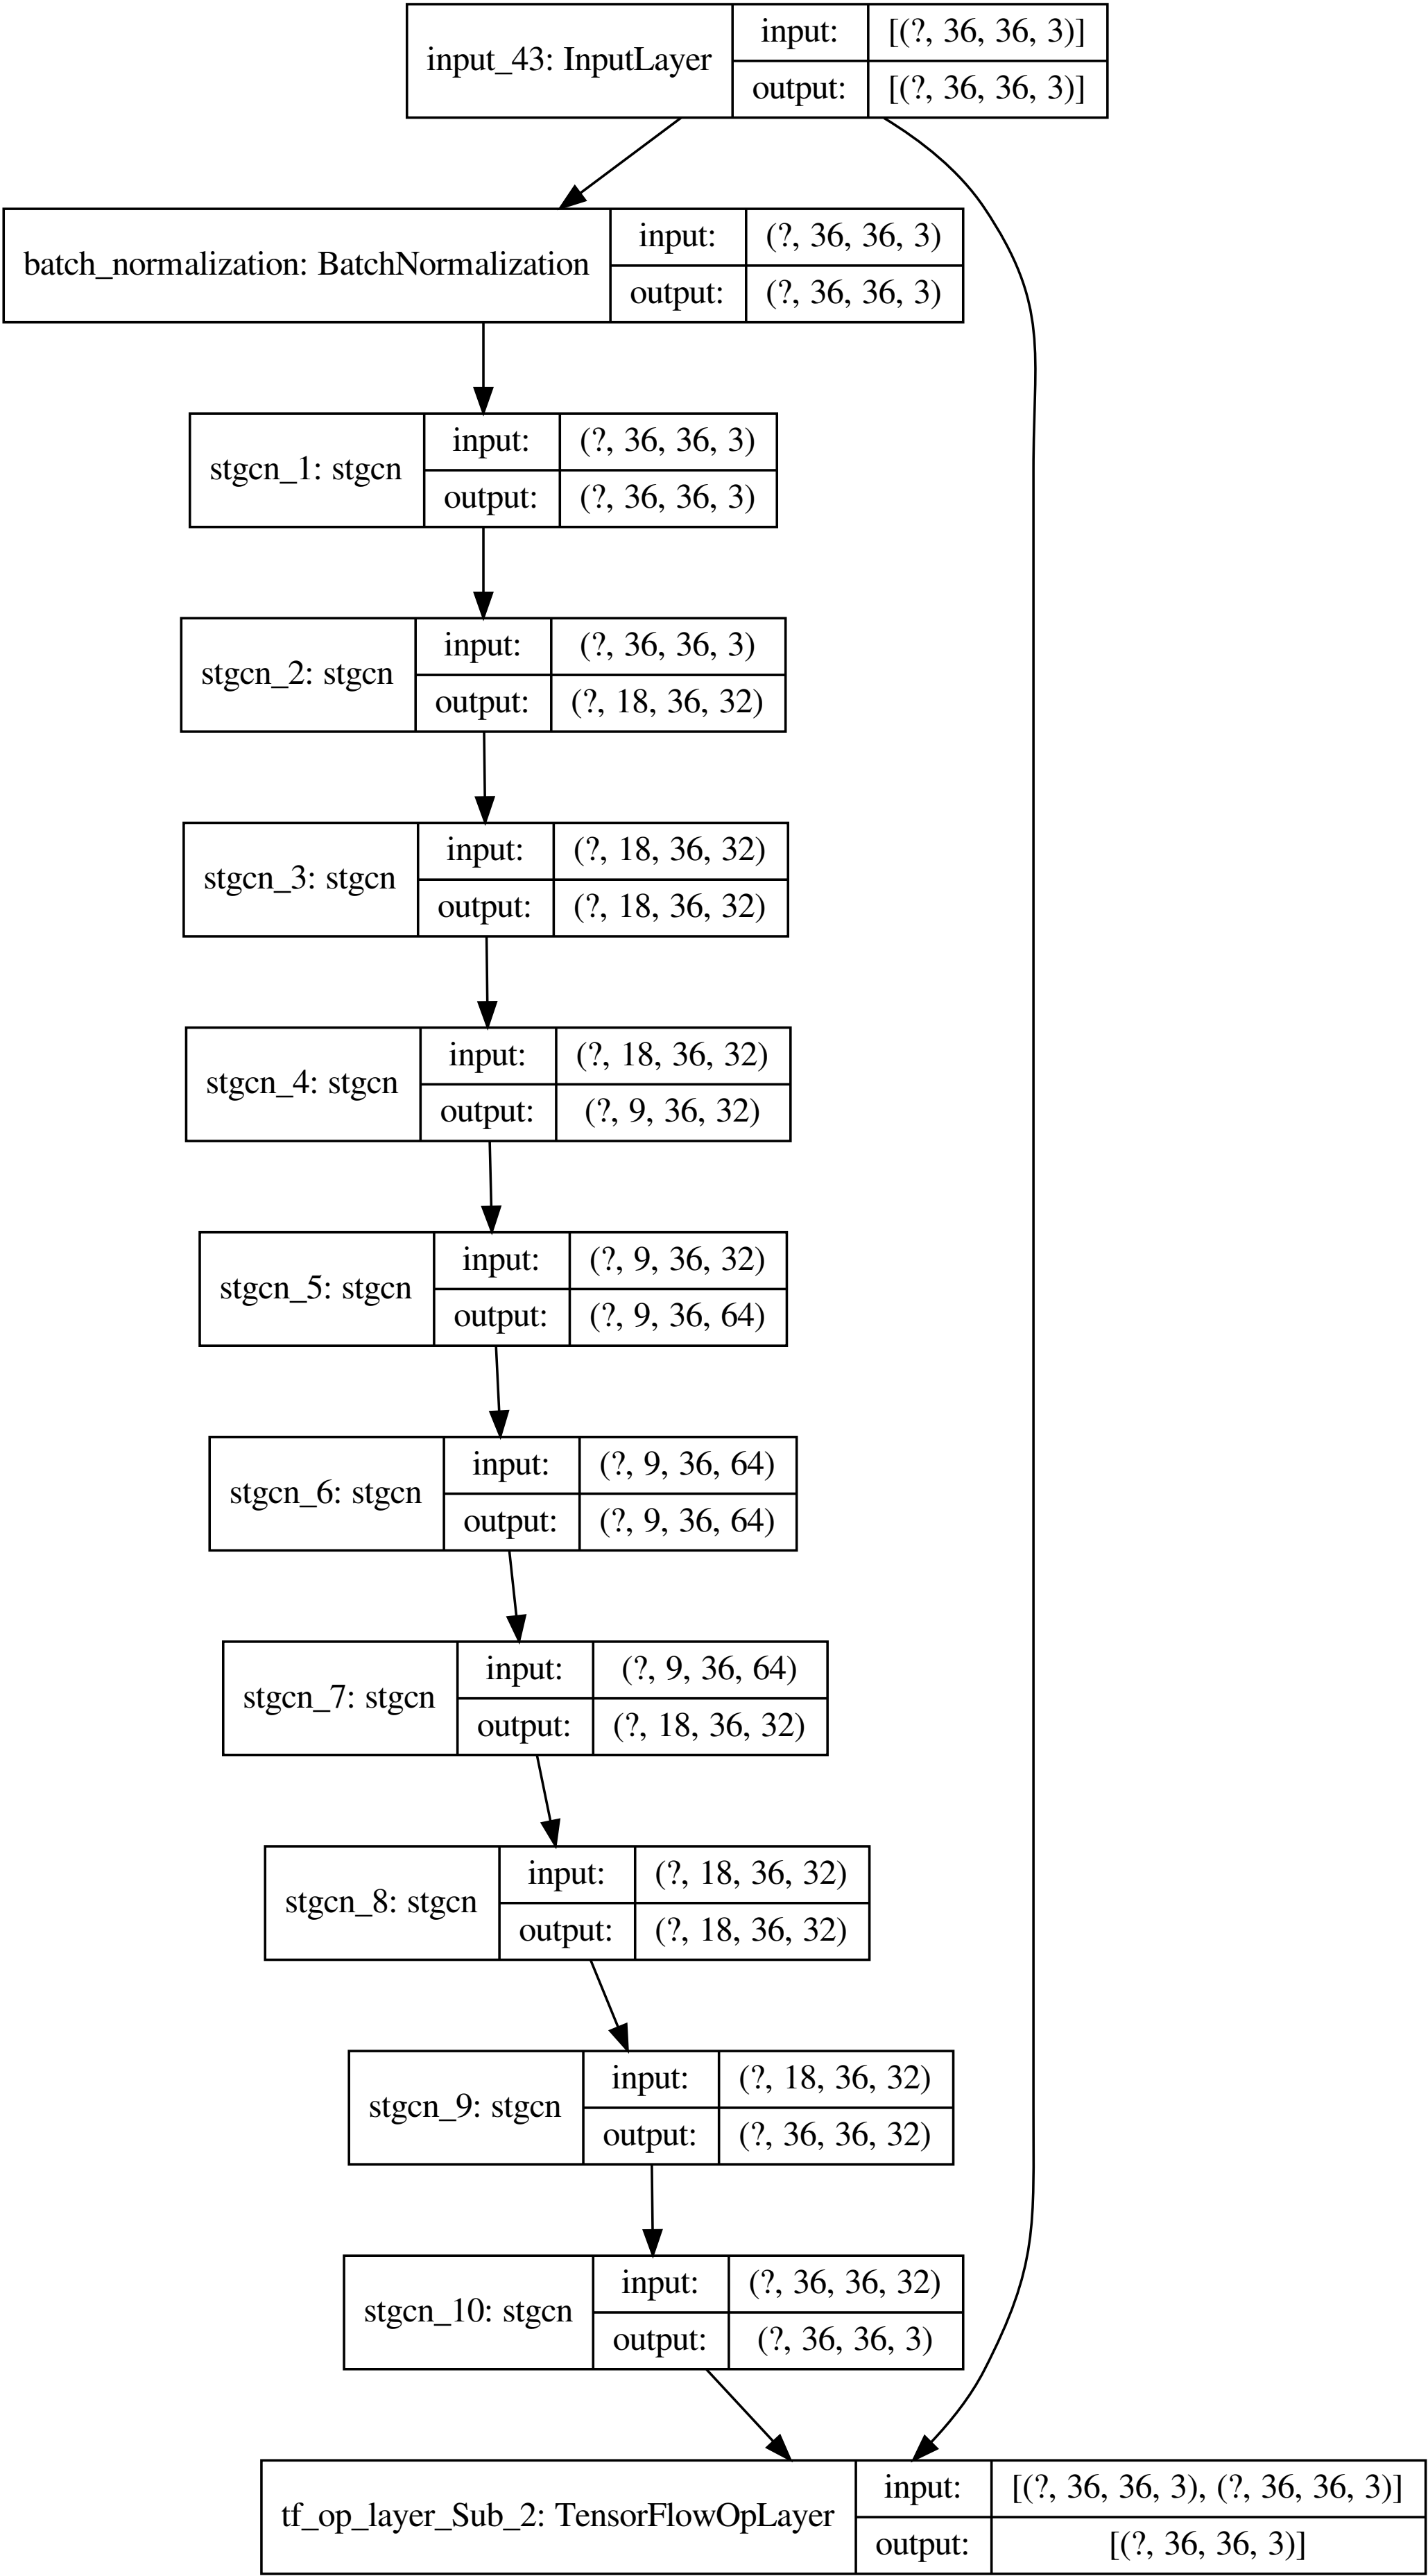 input_43: InputLayer
input: [(?, 36, 36, 3)]
output: [(?, 36, 36, 3)]
batch_normalization: BatchNormalization
input: (?, 36, 36, 3)
output: (?, 36, 36, 3)
stgcn_1: stgcn
input: (?, 36, 36, 3)
output: (?, 36, 36, 3)
stgcn_2: stgcn
input: (?, 36, 36, 3)
output: (?, 18, 36, 32)
stgcn_3: stgcn
input: (?, 18, 36, 32)
output: (?, 18, 36, 32)
stgcn_4: stgcn
input: (?, 18, 36, 32)
output: (?, 9, 36, 32)
stgcn_5: stgcn
input: (?, 9, 36, 32)
output: (?, 9, 36, 64)
stgcn_6: stgcn
input: (?, 9, 36, 64)
output: (?, 9, 36, 64)
stgcn_7: stgcn
input: (?, 9, 36, 64)
output: (?, 18, 36, 32)
stgcn_8: stgcn
input: (?, 18, 36, 32)
output: (?, 18, 36, 32)
stgcn_9: stgcn
input: (?, 18, 36, 32)
output: (?, 36, 36, 32)
stgcn_10: stgcn
input: (?, 36, 36, 32)
output: (?, 36, 36, 3)
tf_op_layer_Sub_2: TensorFlowOpLayer
input: [(?, 36, 36, 3), (?, 36, 36, 3)]
output: [(?, 36, 36, 3)]